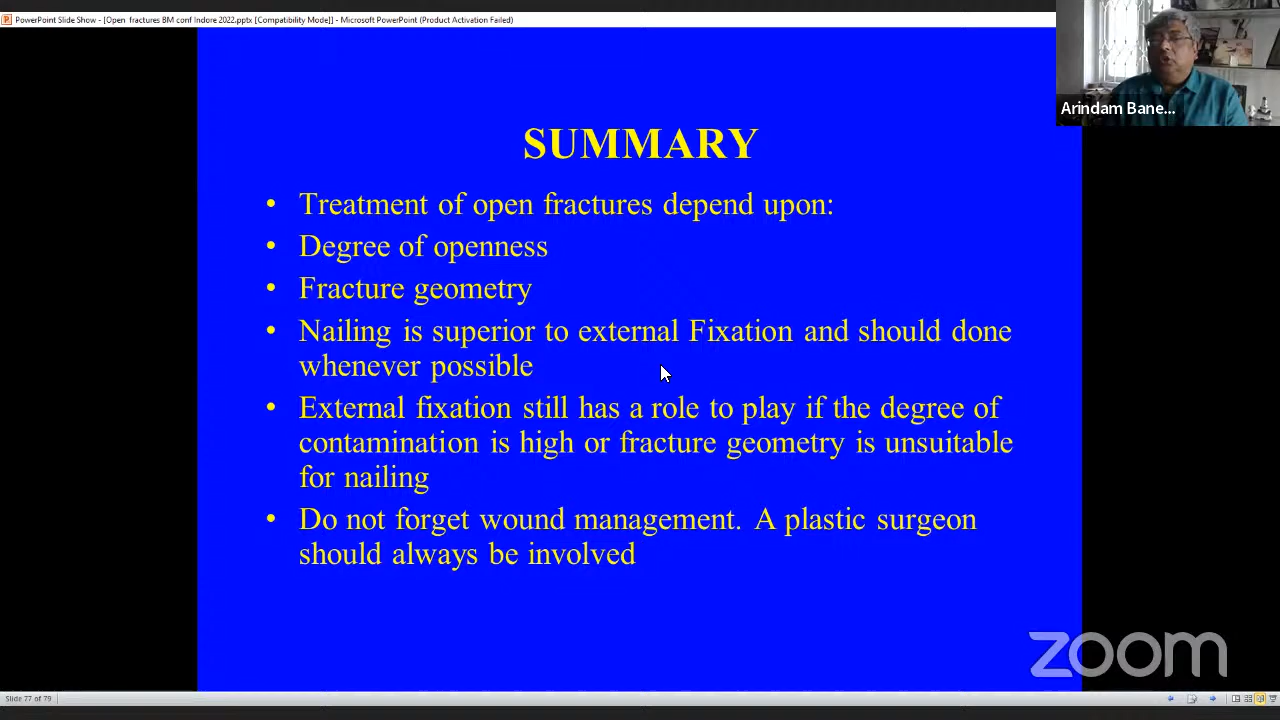 PowerPoint Slide Show - [Open fractures BM conf Indore 2022.pptx [Compatibility Mode]] - Microsoft PowerPoint (Product Activation Failed)
Arindam Bane...
SUMMARY
• Treatment of open fractures depend upon:
• Degree of openness
• Fracture geometry
• Nailing is superior to external Fixation and should done
whenever possible
• External fixation still has a role to play if the degree of
contamination is high or fracture geometry is unsuitable
for nailing
• Do not forget wound management. A plastic surgeon
should always be involved
zoom
Slide 77 of 79